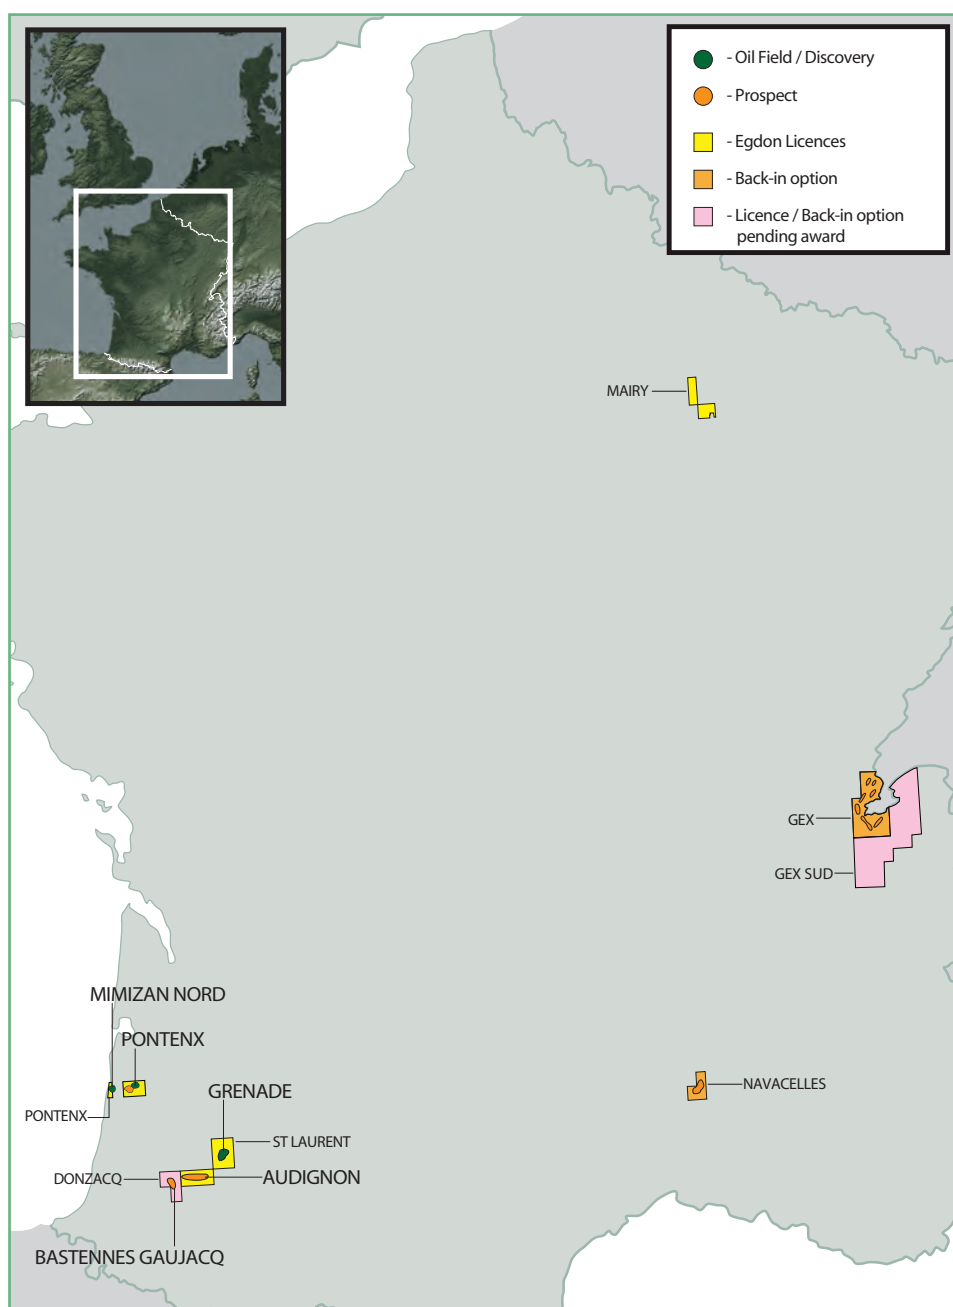 - Oil Field / Discovery
- Prospect
- Egdon Licences
- Back-in option
- Licence / Back-in option
pending award
MAIRY
GEX
GEX SUD
MIMIZAN NORD
PONTENX
GRENADE
NAVACELLES
PONTENX
ST LAURENT
DONZACQ
AUDIGNON
BASTENNES GAUJACQ